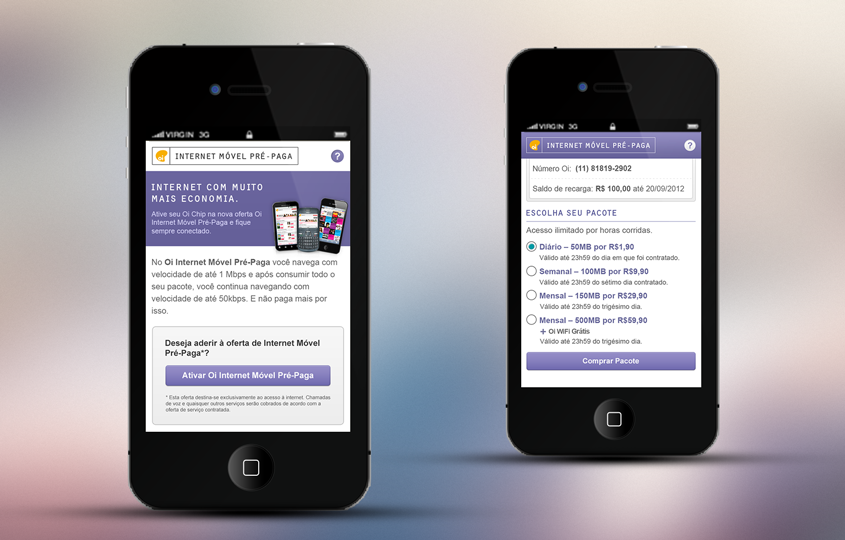 VIRGIN 3G
oi INTERNET MÓVEL PRÉ-PAGA ?
INTERNET COM MUITO
MAIS ECONOMIA.
Ative seu Oi Chip na nova oferta Oi
Internet Móvel Pré-Paga e fique
sempre conectado.
No Oi Internet Móvel Pré-Paga você navega com
velocidade de até 1 Mbps e após consumir todo o
seu pacote, você continua navegando com
velocidade de até 50kbps. E não paga mais por
isso.
Deseja aderir à oferta de Internet Móvel
Pré-Paga*?
Ativar Oi Internet Móvel Pré-Paga
* Esta oferta destina-se exclusivamente ao acesso à internet. Chamadas
de voz e quaisquer outros serviços serão cobrados de acordo com a
oferta de serviço contratada.
VIRGIN 3G
oi INTERNET MÓVEL PRÉ-PAGA ?
Número Oi: (11) 81819-2902
Saldo de recarga: R$ 100,00 até 20/09/2012
ESCOLHA SEU PACOTE
Acesso ilimitado por horas corridas.
Diário – 50MB por R$1,90
Válido até 23h59 do dia em que foi contratado.
Semanal – 100MB por R$9,90
Válido até 23h59 do sétimo dia contratado.
Mensal – 150MB por R$29,90
Válido até 23h59 do trigésimo dia.
Mensal – 500MB por R$59,90
+ Oi WiFi Grátis
Válido até 23h59 do trigésimo dia.
Comprar Pacote